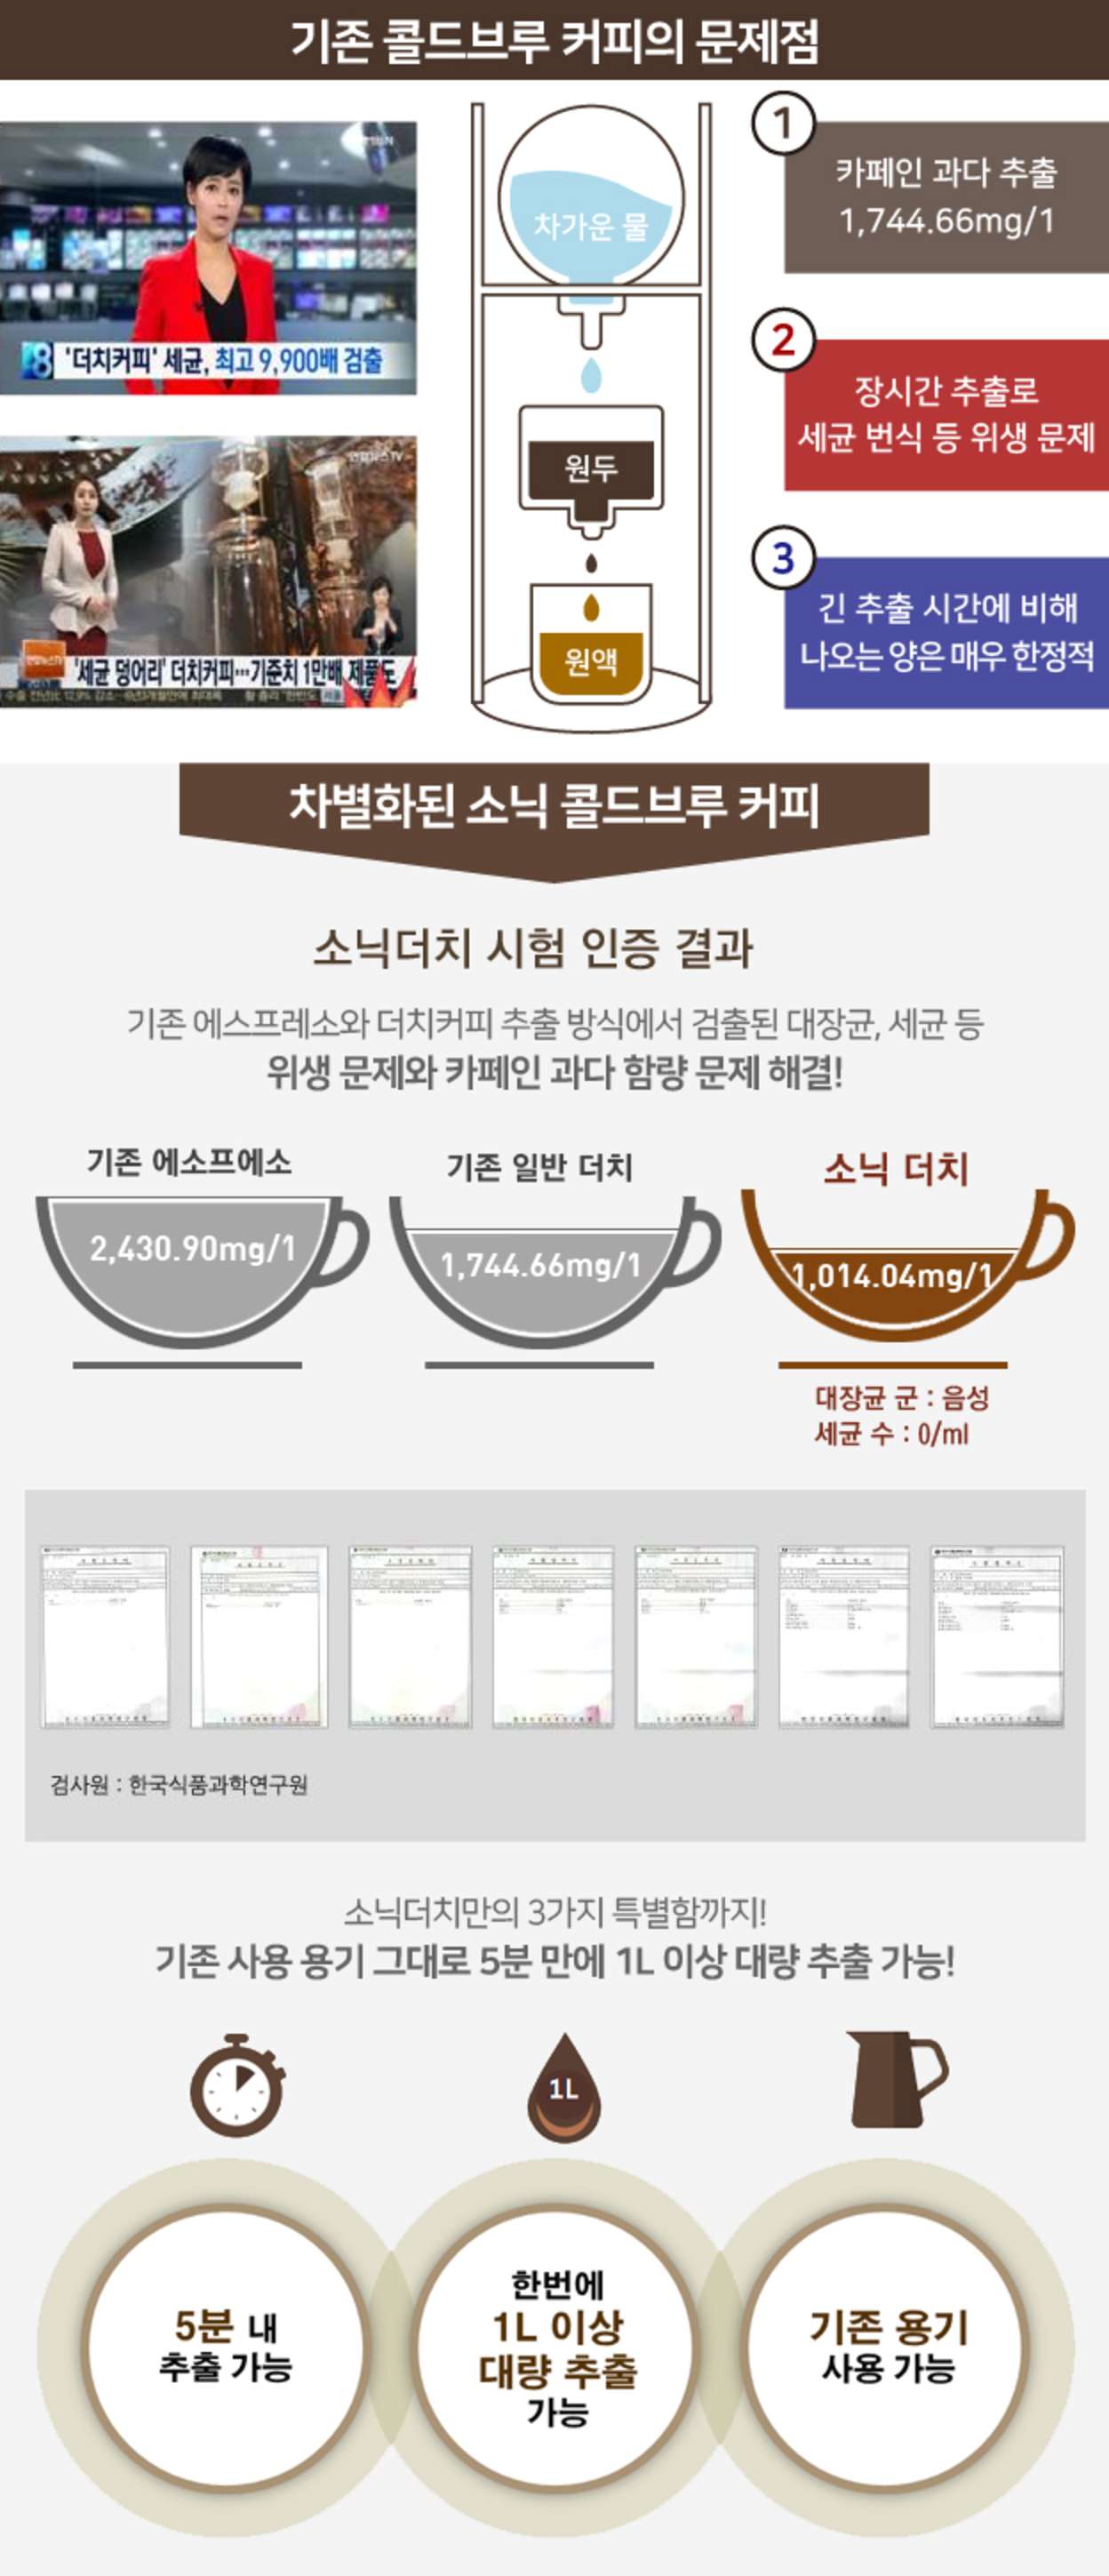 기존 콜드브루 커피의 문제점
8 '더치커피' 세균, 최고 9,900배 검출
연합뉴스TV
'세균 덩어리' 더치커피…기준치 1만배 제품도
차가운 물
원두
원액
1
카페인 과다 추출
1,744.66mg/1
2
장시간 추출로
세균 번식 등 위생 문제
3
긴 추출 시간에 비해
나오는 양은 매우 한정적
차별화된 소닉 콜드브루 커피
소닉더치 시험 인증 결과
기존 에스프레소와 더치커피 추출 방식에서 검출된 대장균, 세균 등
위생 문제와 카페인 과다 함량 문제 해결!
기존 에소프에소
2,430.90mg/1
기존 일반 더치
1,744.66mg/1
소닉 더치
1,014.04mg/1
대장균 군 : 음성
세균 수 : 0/ml
검사원 : 한국식품과학연구원
소닉더치만의 3가지 특별함까지!
기존 사용 용기 그대로 5분 만에 1L 이상 대량 추출 가능!
1L
5분 내
추출 가능
한번에
1L 이상
대량 추출
가능
기존 용기
사용 가능